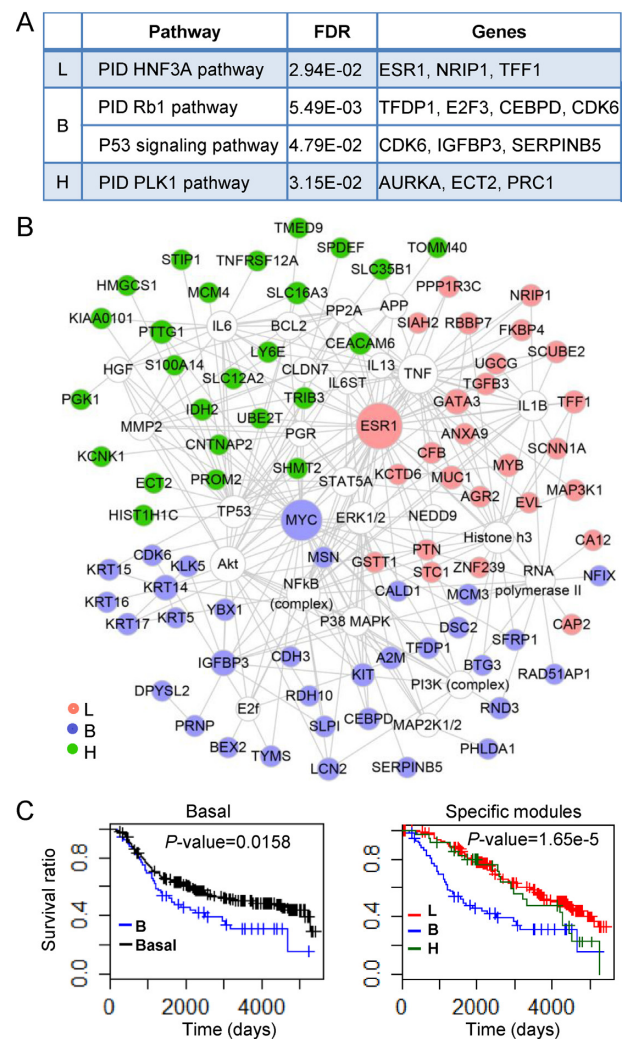 A
Pathway FDR Genes
L PID HNF3A pathway 2.94E-02 ESR1, NRIP1, TFF1
B PID Rb1 pathway 5.49E-03 TFDP1, E2F3, CEBPD, CDK6
P53 signaling pathway 4.79E-02 CDK6, IGFBP3, SERPINB5
H PID PLK1 pathway 3.15E-02 AURKA, ECT2, PRC1
B
TMED9
SPDEF TOMM40
STIP1 TNFRSF12A
SLC35B1
HMGCS1 MCM4 SLC16A3 PPP1R3C NRIP1
PP2A APP
KIAA0101 PTTG1 IL6 BCL2 SIAH2 RBBP7 FKBP4
CEACAM6 SCUBE2
HGF S100A14 LY6E CLDN7 IL13 TNF UGCG
SLC12A2 IL6ST TGFB3
PGK1 IDH2 UBE2T TRIB3 GATA3 IL1B TFF1
MMP2 ESR1
CNTNAP2 PGR ANXA9
KCNK1 CFB SCNN1A
PROM2 SHMT2 STAT5A KCTD6 MUC1 MYB
ECT2 AGR2 EVL MAP3K1
HIST1H1C TP53 MYC ERK1/2 NEDD9
Histone h3 CA12
CDK6 PTN
KRT15 KLK5 Akt MSN GSTT1 STC1 ZNF239 RNA
KRT14 NFkB CALD1 MCM3 polymerase II NFIX
KRT16 YBX1 (complex)
KRT17 KRT5 P38 MAPK DSC2 SFRP1 CAP2
TFDP1
IGFBP3 CDH3 A2M BTG3
KIT RAD51AP1
DPYSL2 RDH10 PI3K (complex)
E2f RND3
PRNP SLPI CEBPD MAP2K1/2
BEX2 TYMS PHLDA1
LCN2 SERPINB5
L
B
H
C
Basal
P-value=0.0158
Survival ratio
0.8
0.4
0.0
B
Basal
0 2000 4000
Time (days)
Specific modules
P-value=1.65e-5
0.8
0.4
0.0
L
B
H
0 2000 4000
Time (days)